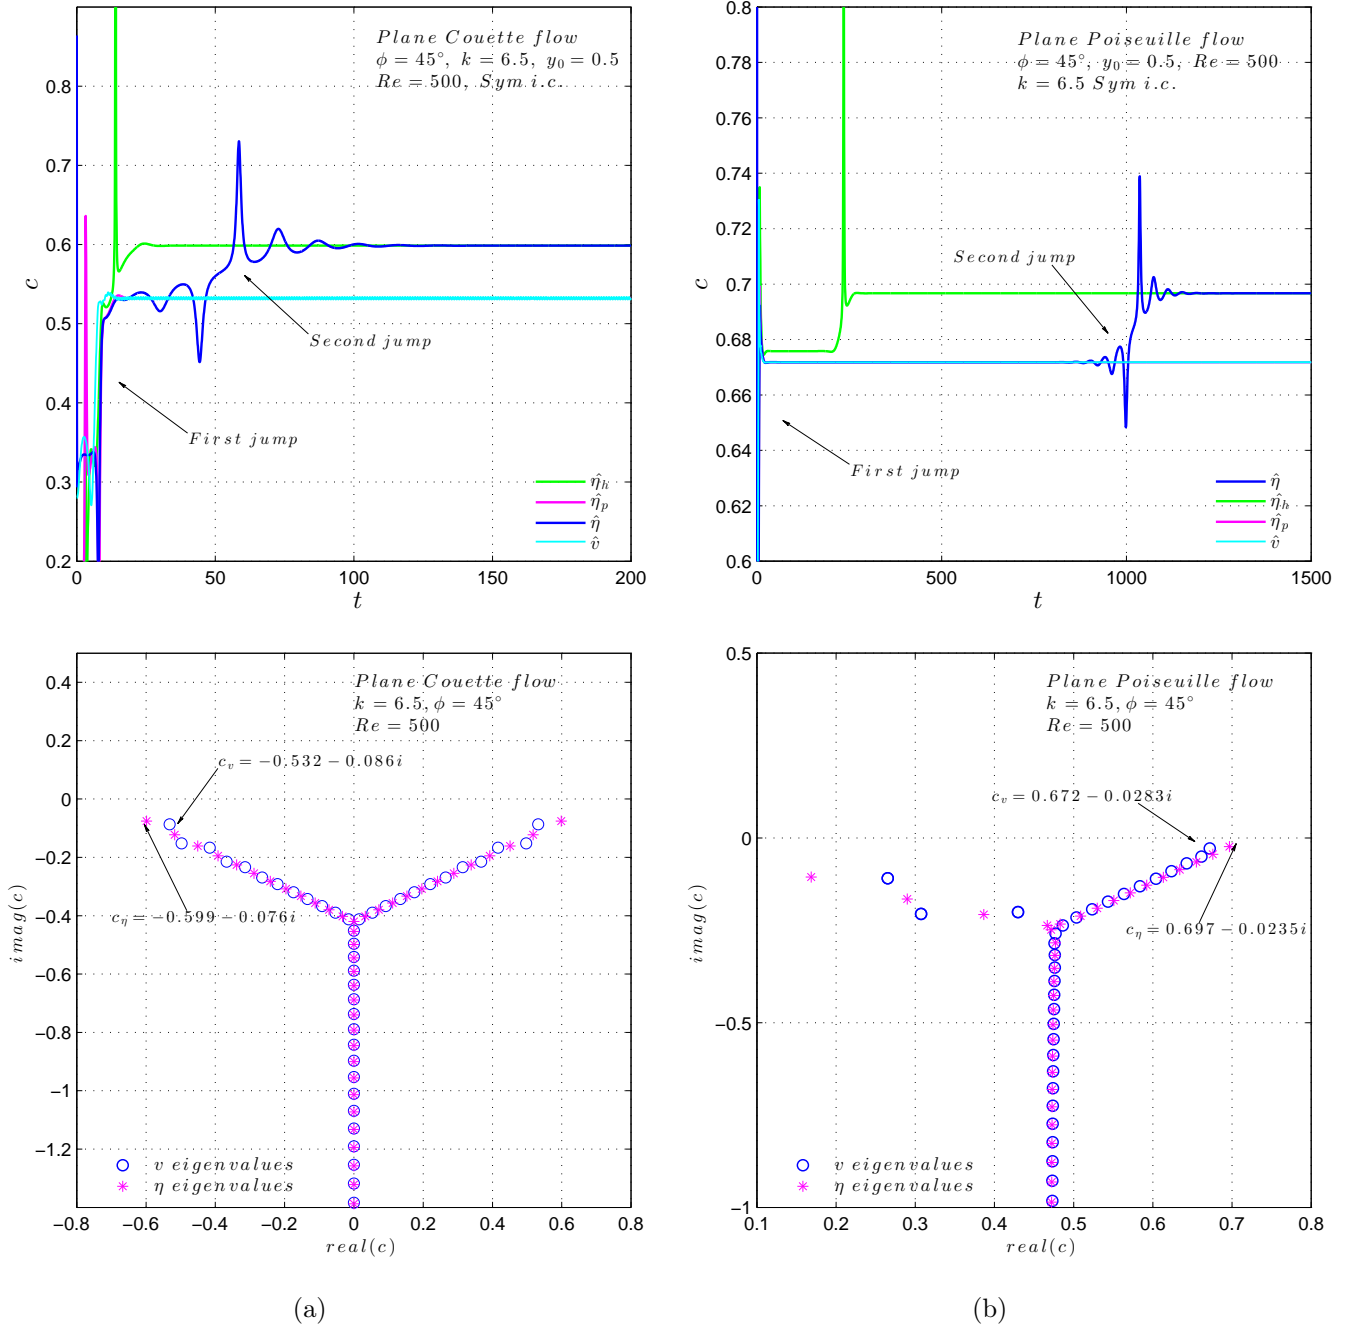 Plane Couette flow
ϕ = 45°, k = 6.5, y₀ = 0.5
Re = 500, Sym i.c.
0.8
0.7
0.6
0.5
0.4
0.3
0.2
c
Second jump
First jump
η̂ₕ
η̂ₚ
η̂
v̂
0
50
100
150
200
t
Plane Poiseuille flow
ϕ = 45°, y₀ = 0.5, Re = 500
k = 6.5 Sym i.c.
0.8
0.78
0.76
0.74
0.72
0.7
0.68
0.66
0.64
0.62
0.6
c
Second jump
First jump
η̂
η̂ₕ
η̂ₚ
v̂
0
500
1000
1500
t
Plane Couette flow
k = 6.5, ϕ = 45°
Re = 500
c_v = −0.532 − 0.086i
c_η = −0.599 − 0.076i
0.4
0.2
0
−0.2
−0.4
−0.6
−0.8
−1
−1.2
imag(c)
v eigenvalues
η eigenvalues
−0.8
−0.6
−0.4
−0.2
0
0.2
0.4
0.6
0.8
real(c)
Plane Poiseuille flow
k = 6.5, ϕ = 45°
Re = 500
c_v = 0.672 − 0.0283i
c_η = 0.697 − 0.0235i
0.5
0
−0.5
−1
imag(c)
v eigenvalues
η eigenvalues
0.1
0.2
0.3
0.4
0.5
0.6
0.7
0.8
real(c)
(a)
(b)